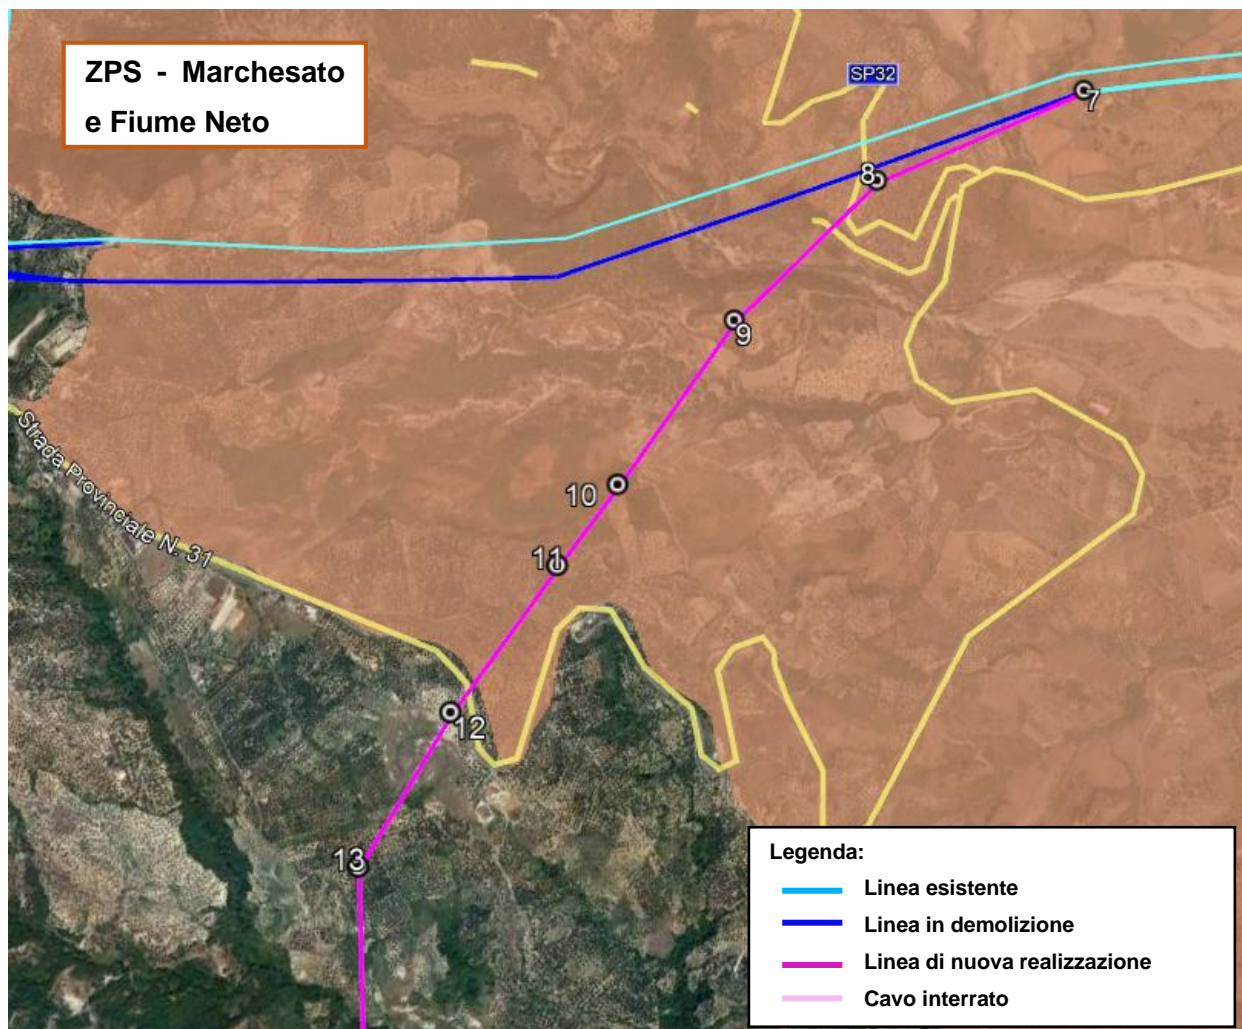 ZPS - Marchesato
e Fiume Neto
SP32
7
8
9
10
11
12
13
Strada Provinciale N. 31
Legenda:
Linea esistente
Linea in demolizione
Linea di nuova realizzazione
Cavo interrato